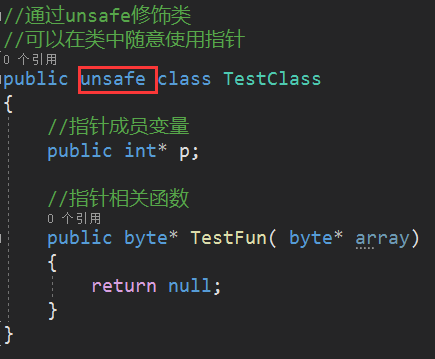 //通过unsafe修饰类
//可以在类中随意使用指针
0 个引用
public unsafe class TestClass
{
//指针成员变量
public int* p;
//指针相关函数
0 个引用
public byte* TestFun( byte* array)
{
return null;
}
}